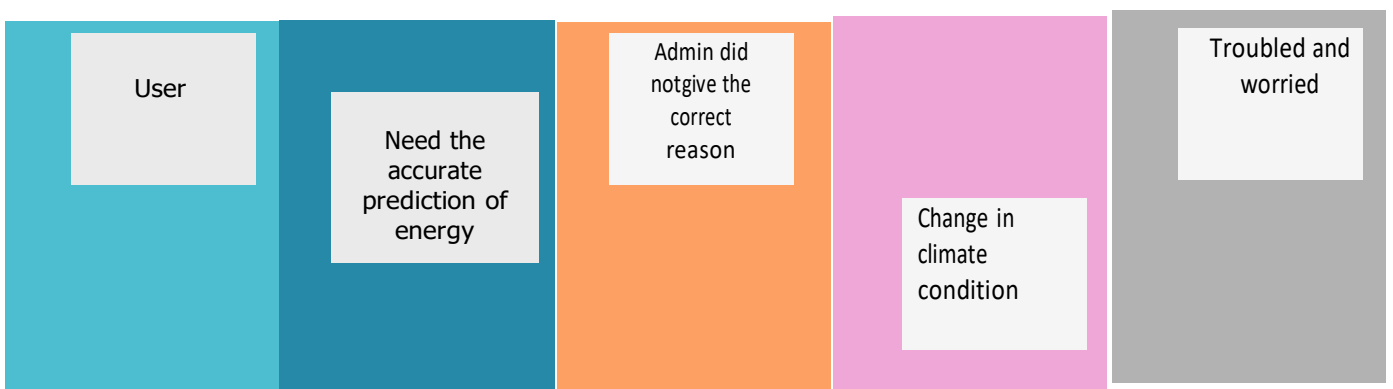 User
Need the
accurate
prediction of
energy
Admin did
notgive the
correct
reason
Change in
climate
condition
Troubled and
worried